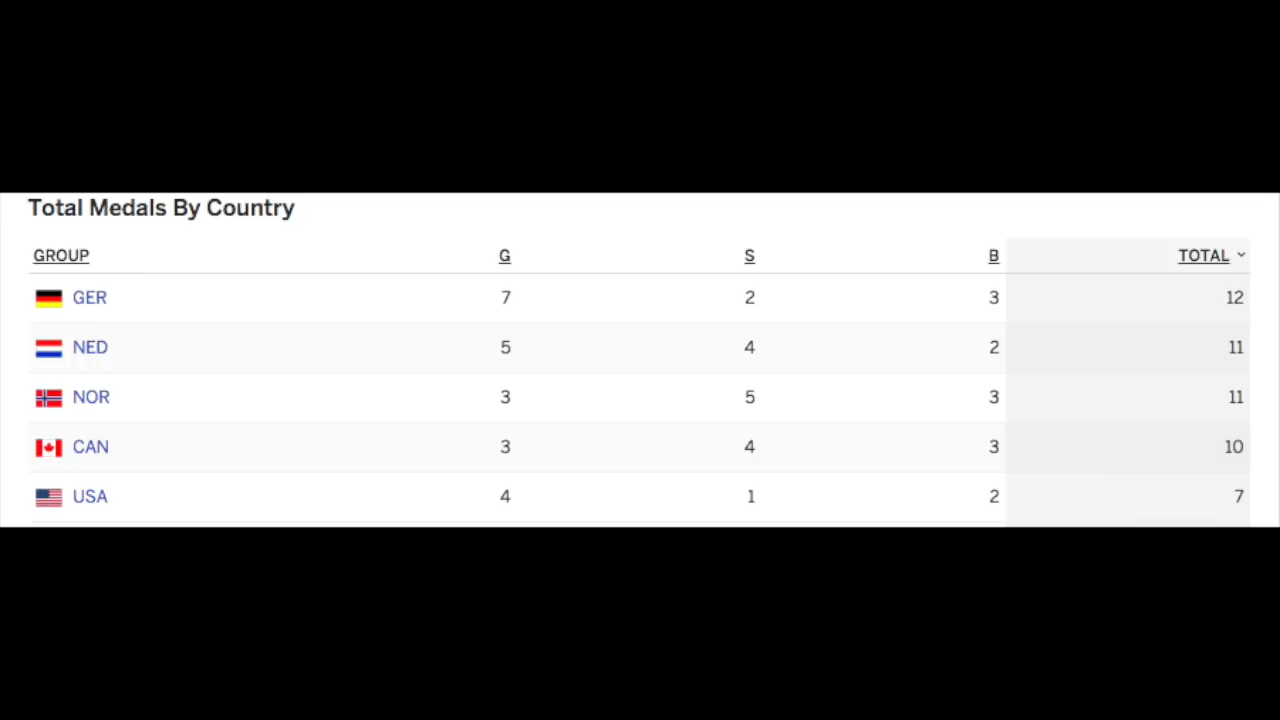 Total Medals By Country
GROUP G S B TOTAL
GER 7 2 3 12
NED 5 4 2 11
NOR 3 5 3 11
CAN 3 4 3 10
USA 4 1 2 7